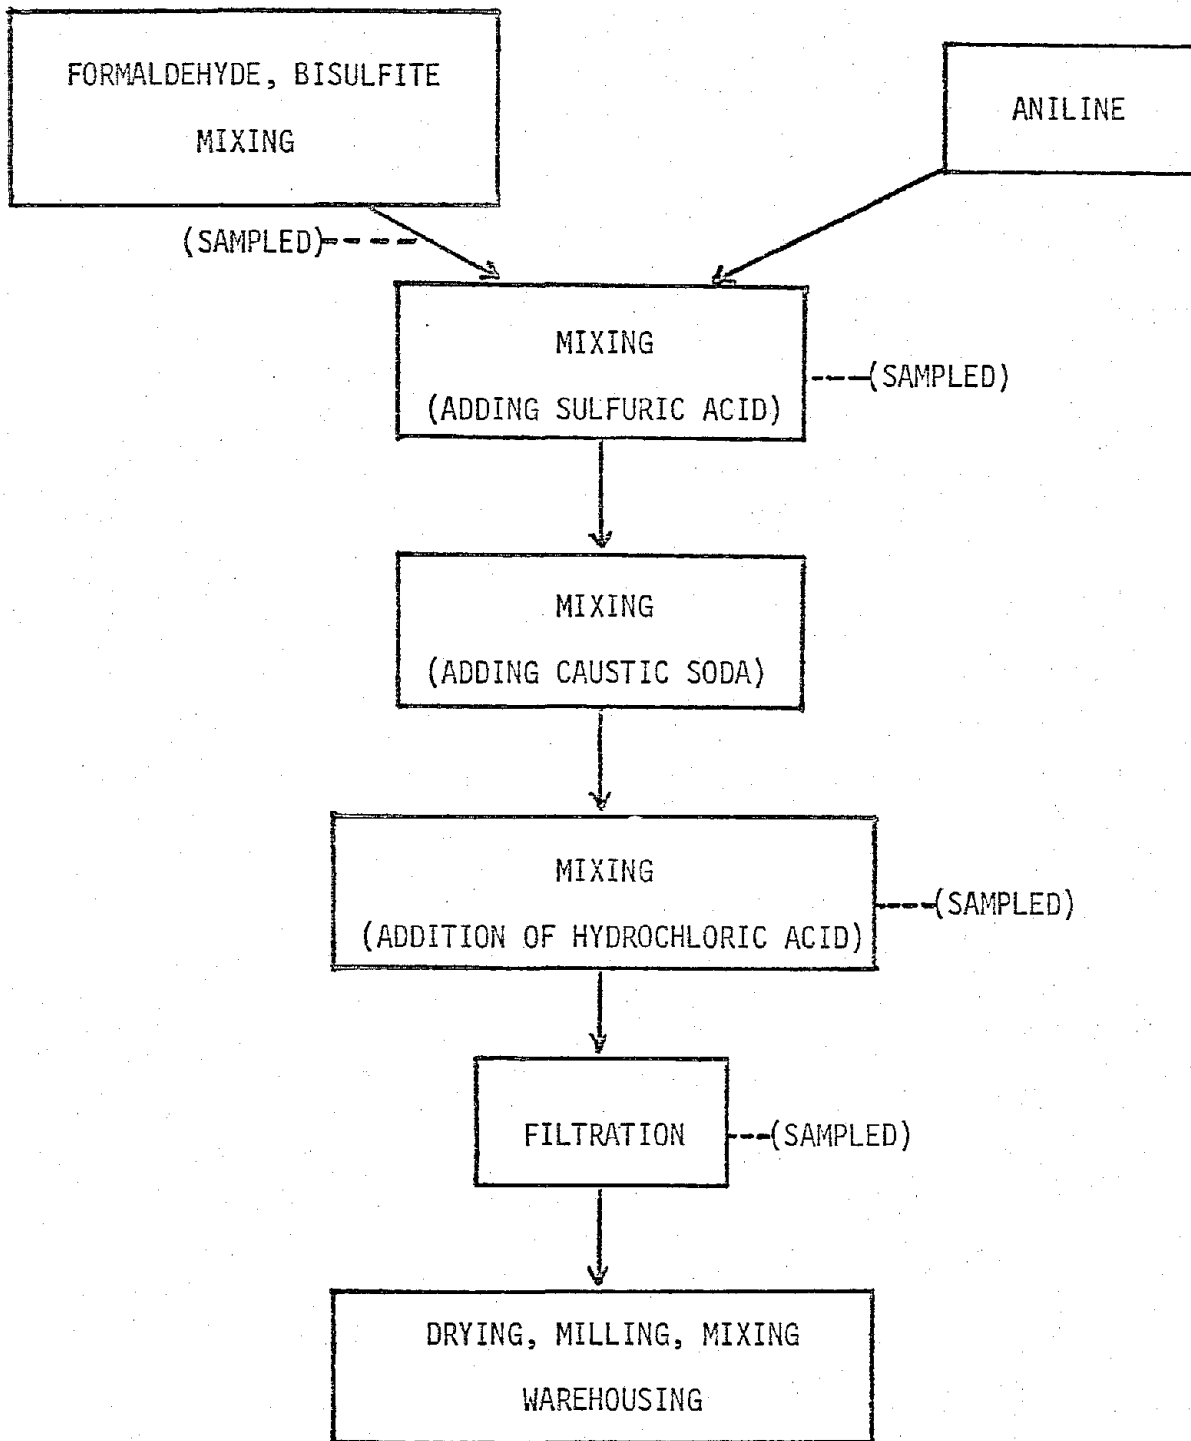 FORMALDEHYDE, BISULFITE
MIXING
ANILINE
(SAMPLED)
MIXING
(ADDING SULFURIC ACID)
(SAMPLED)
MIXING
(ADDING CAUSTIC SODA)
MIXING
(ADDITION OF HYDROCHLORIC ACID)
(SAMPLED)
FILTRATION
(SAMPLED)
DRYING, MILLING, MIXING
WAREHOUSING